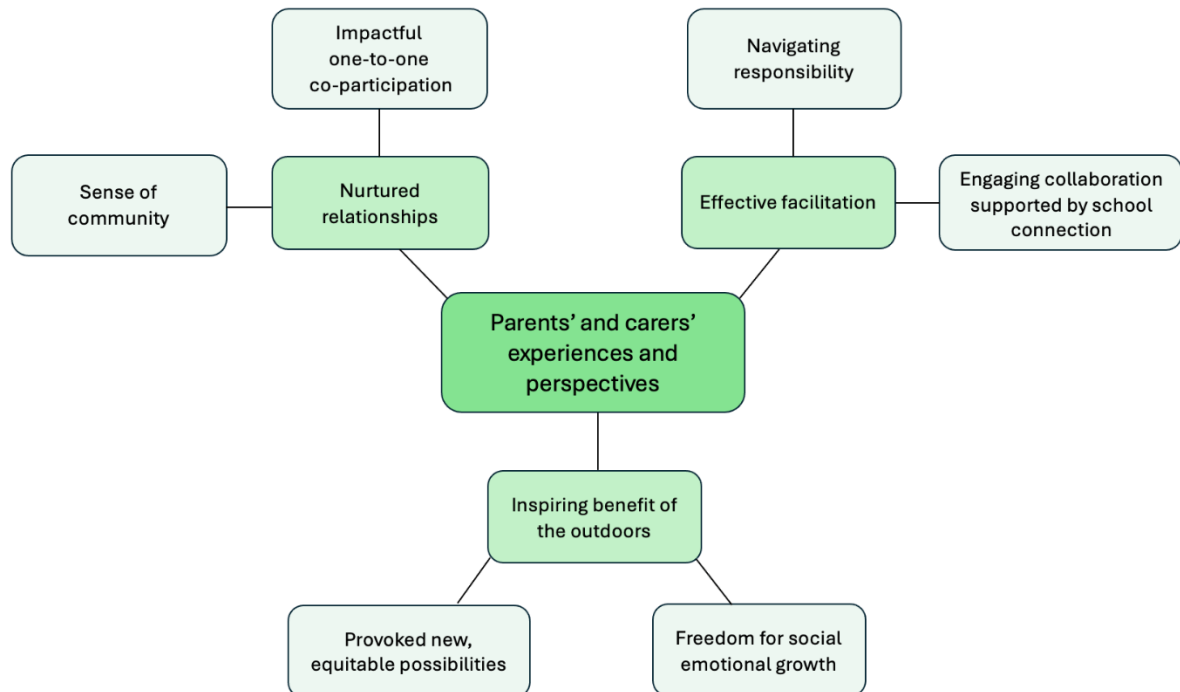 Impactful
one-to-one
co-participation
Navigating
responsibility
Sense of
community
Nurtured
relationships
Effective facilitation
Engaging collaboration
supported by school
connection
Parents’ and carers’
experiences and
perspectives
Inspiring benefit of
the outdoors
Provoked new,
equitable possibilities
Freedom for social
emotional growth